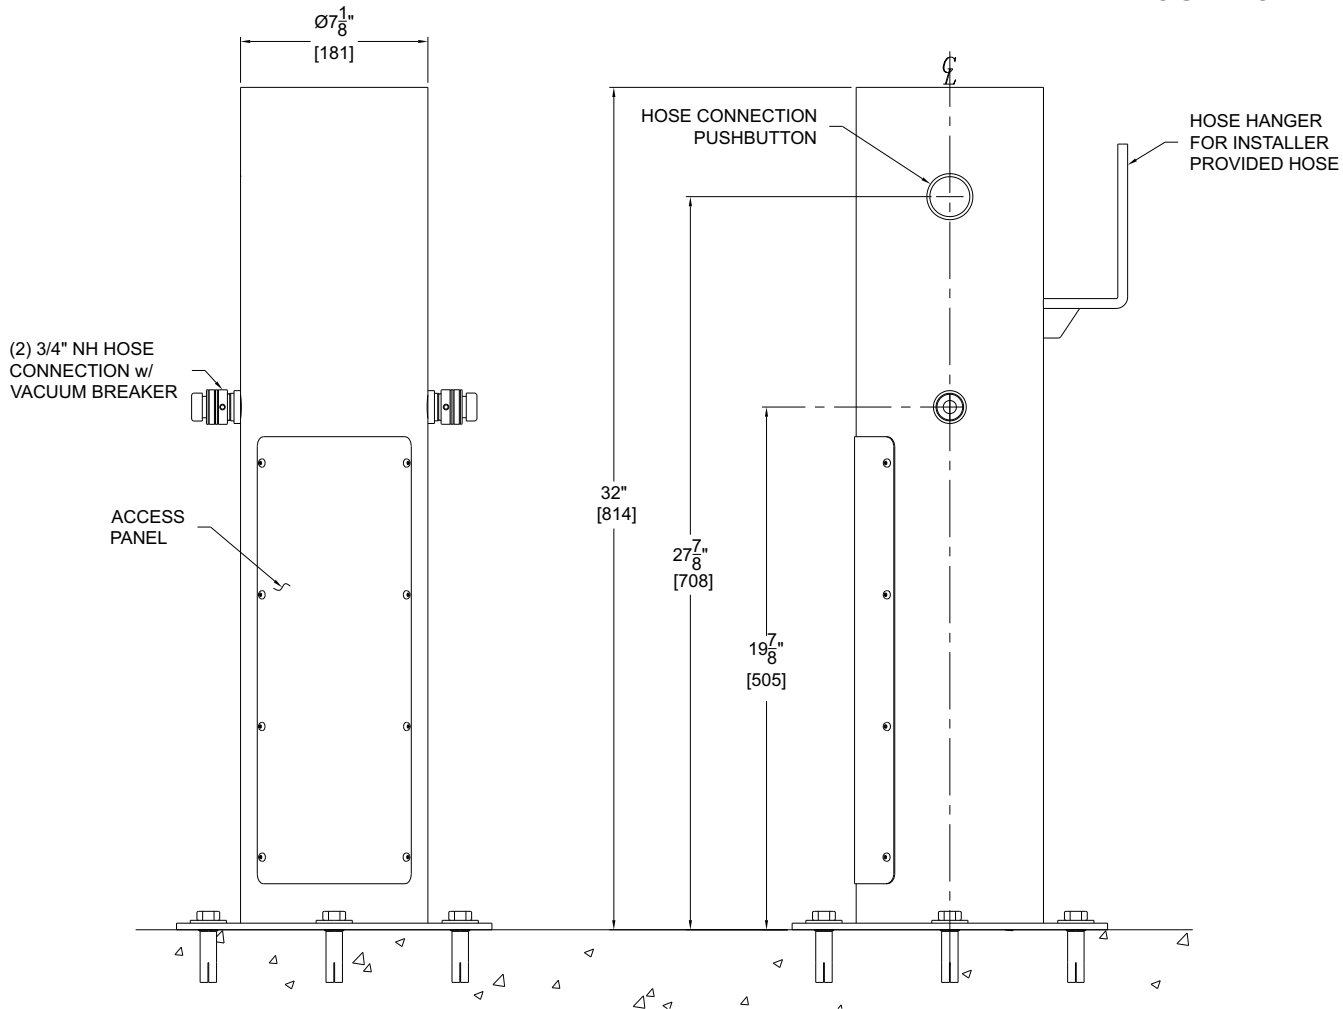 Ø7 1/8"
[181]
℄
HOSE CONNECTION
PUSHBUTTON
HOSE HANGER
FOR INSTALLER
PROVIDED HOSE
(2) 3/4" NH HOSE
CONNECTION w/
VACUUM BREAKER
32"
[814]
ACCESS
PANEL
27 7/8"
[708]
19 7/8"
[505]